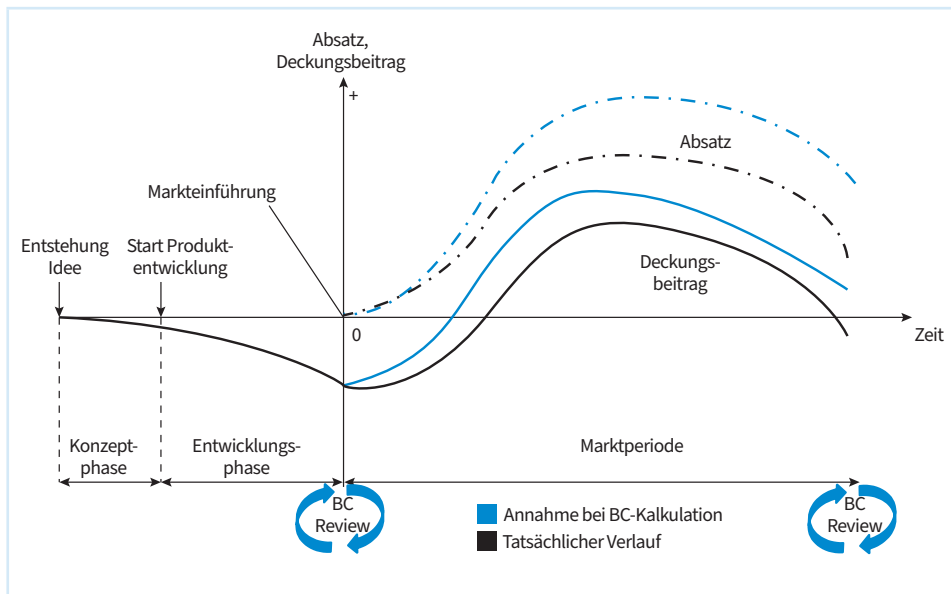 Absatz,
Deckungsbeitrag
+
Absatz
Markteinführung
Entstehung
Idee
Start Produkt-
entwicklung
Deckungs-
beitrag
0
Zeit
Konzept-
phase
Entwicklungs-
phase
Marktperiode
BC
Review
BC
Review
Annahme bei BC-Kalkulation
Tatsächlicher Verlauf